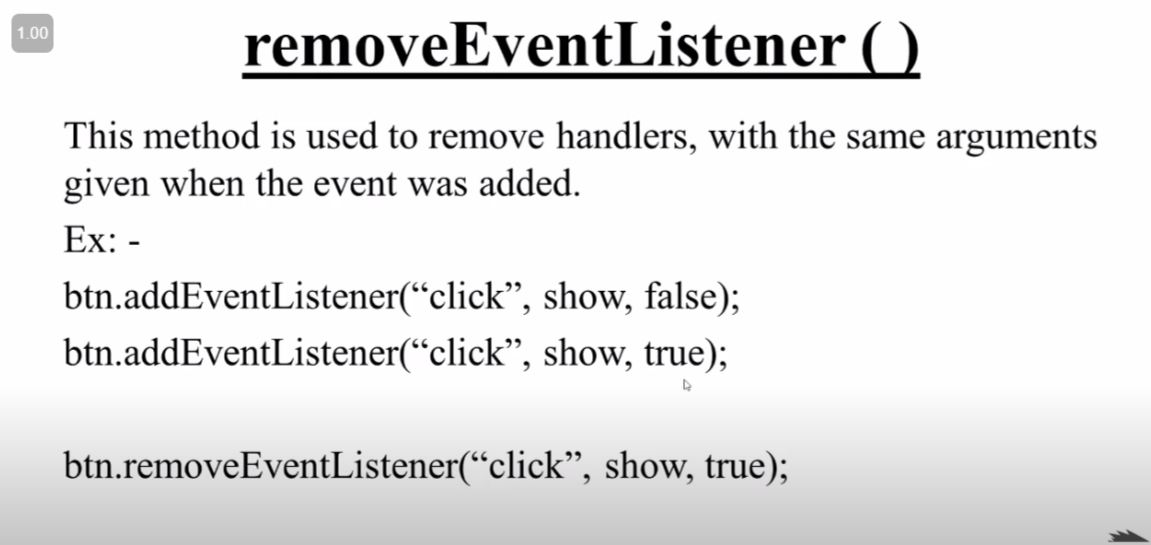 1.00
removeEventListener ( )
This method is used to remove handlers, with the same arguments
given when the event was added.
Ex: -
btn.addEventListener(“click”, show, false);
btn.addEventListener(“click”, show, true);
btn.removeEventListener(“click”, show, true);